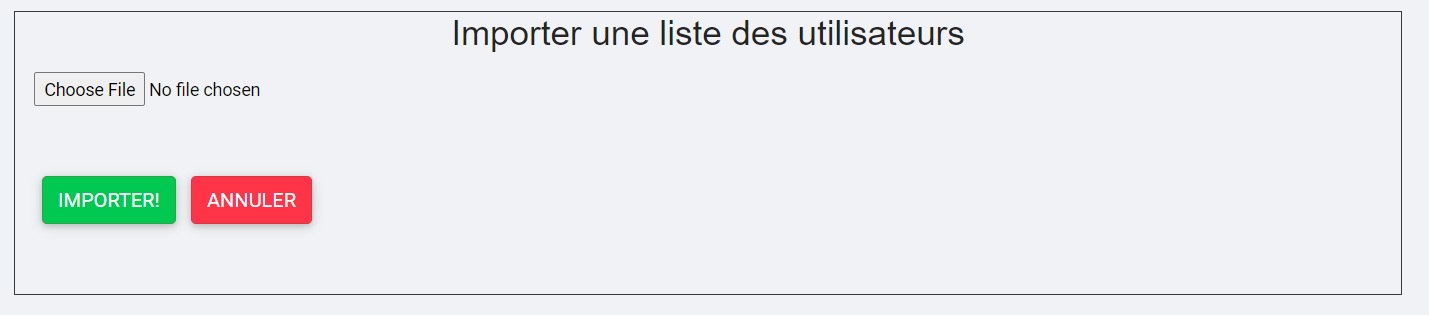 Importer une liste des utilisateurs
Choose File No file chosen
IMPORTER! ANNULER